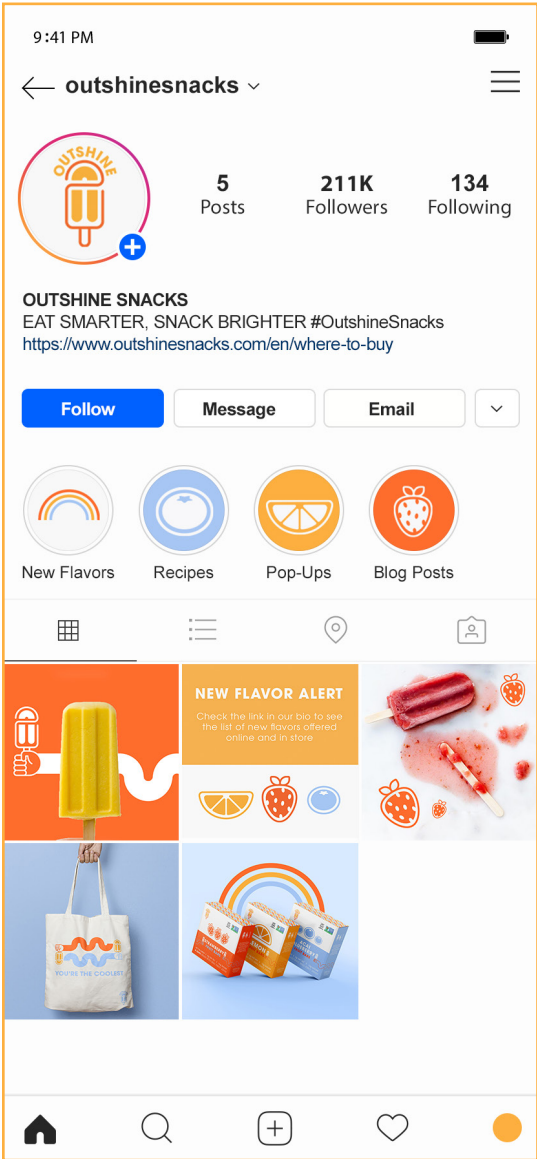 9:41 PM
outshinesnacks
OUTSHINE
5
Posts
211K
Followers
134
Following
OUTSHINE SNACKS
EAT SMARTER, SNACK BRIGHTER #OutshineSnacks
https://www.outshinesnacks.com/en/where-to-buy
Follow
Message
Email
New Flavors
Recipes
Pop-Ups
Blog Posts
NEW FLAVOR ALERT
Check the link in our bio to see
the list of new flavors offered
online and in store
YOU'RE THE COOLEST